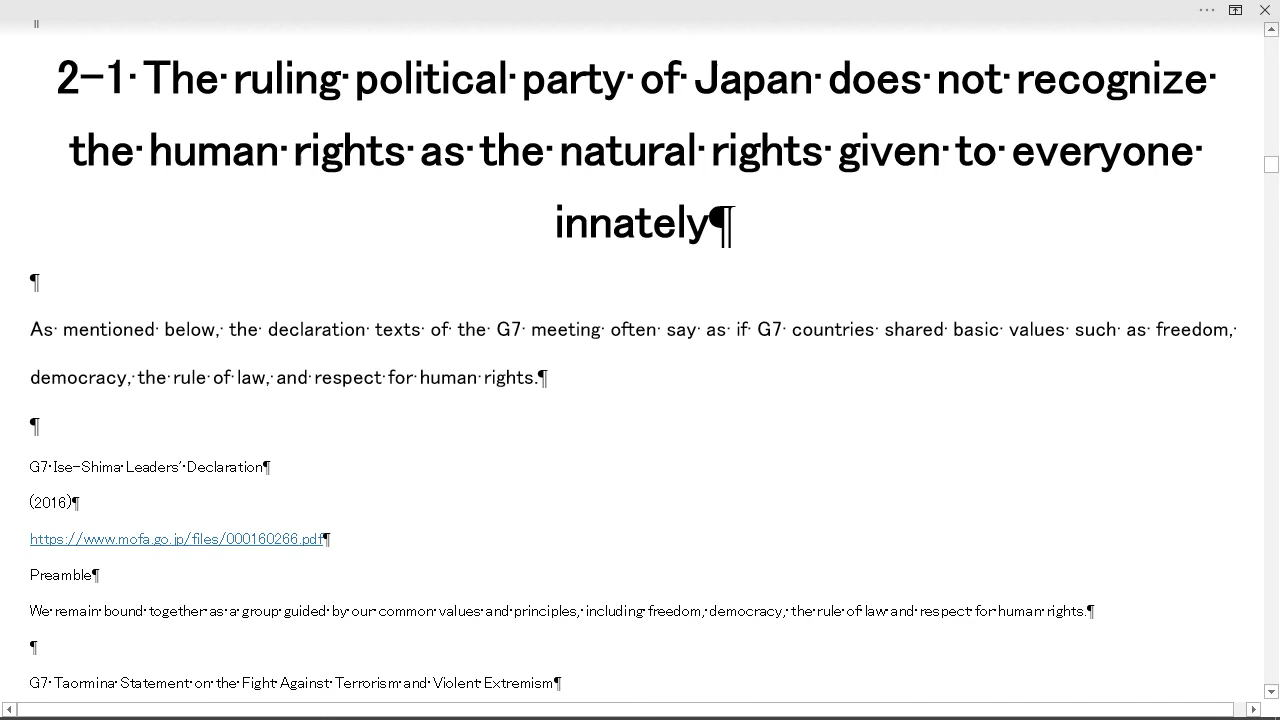 2-1 The ruling political party of Japan does not recognize
the human rights as the natural rights given to everyone
innately¶
¶
As mentioned below, the declaration texts of the G7 meeting often say as if G7 countries shared basic values such as freedom,
democracy, the rule of law, and respect for human rights.¶
¶
G7 Ise-Shima Leaders' Declaration¶
(2016)¶
https://www.mofa.go.jp/files/000160266.pdf¶
Preamble¶
We remain bound together as a group guided by our common values and principles, including freedom, democracy, the rule of law and respect for human rights.¶
¶
G7 Taormina Statement on the Fight Against Terrorism and Violent Extremism¶